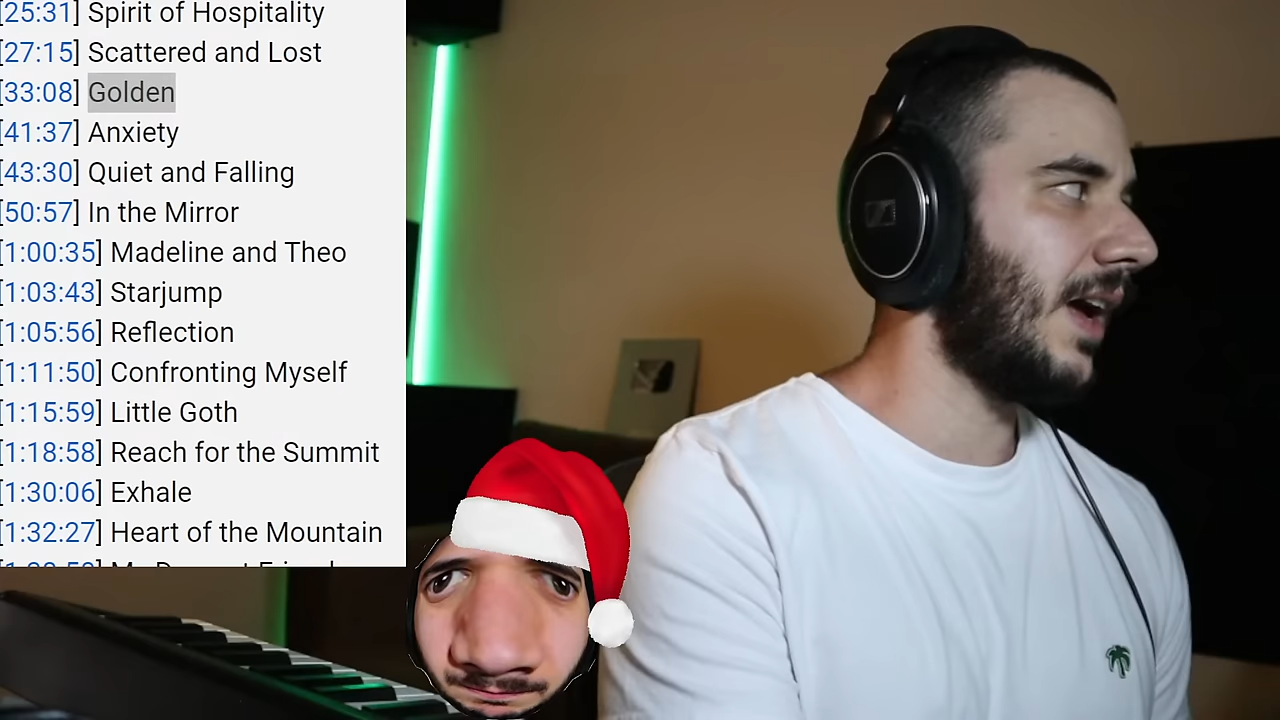 [25:31] Spirit of Hospitality
[27:15] Scattered and Lost
[33:08] Golden
[41:37] Anxiety
[43:30] Quiet and Falling
[50:57] In the Mirror
[1:00:35] Madeline and Theo
[1:03:43] Starjump
[1:05:56] Reflection
[1:11:50] Confronting Myself
[1:15:59] Little Goth
[1:18:58] Reach for the Summit
[1:30:06] Exhale
[1:32:27] Heart of the Mountain